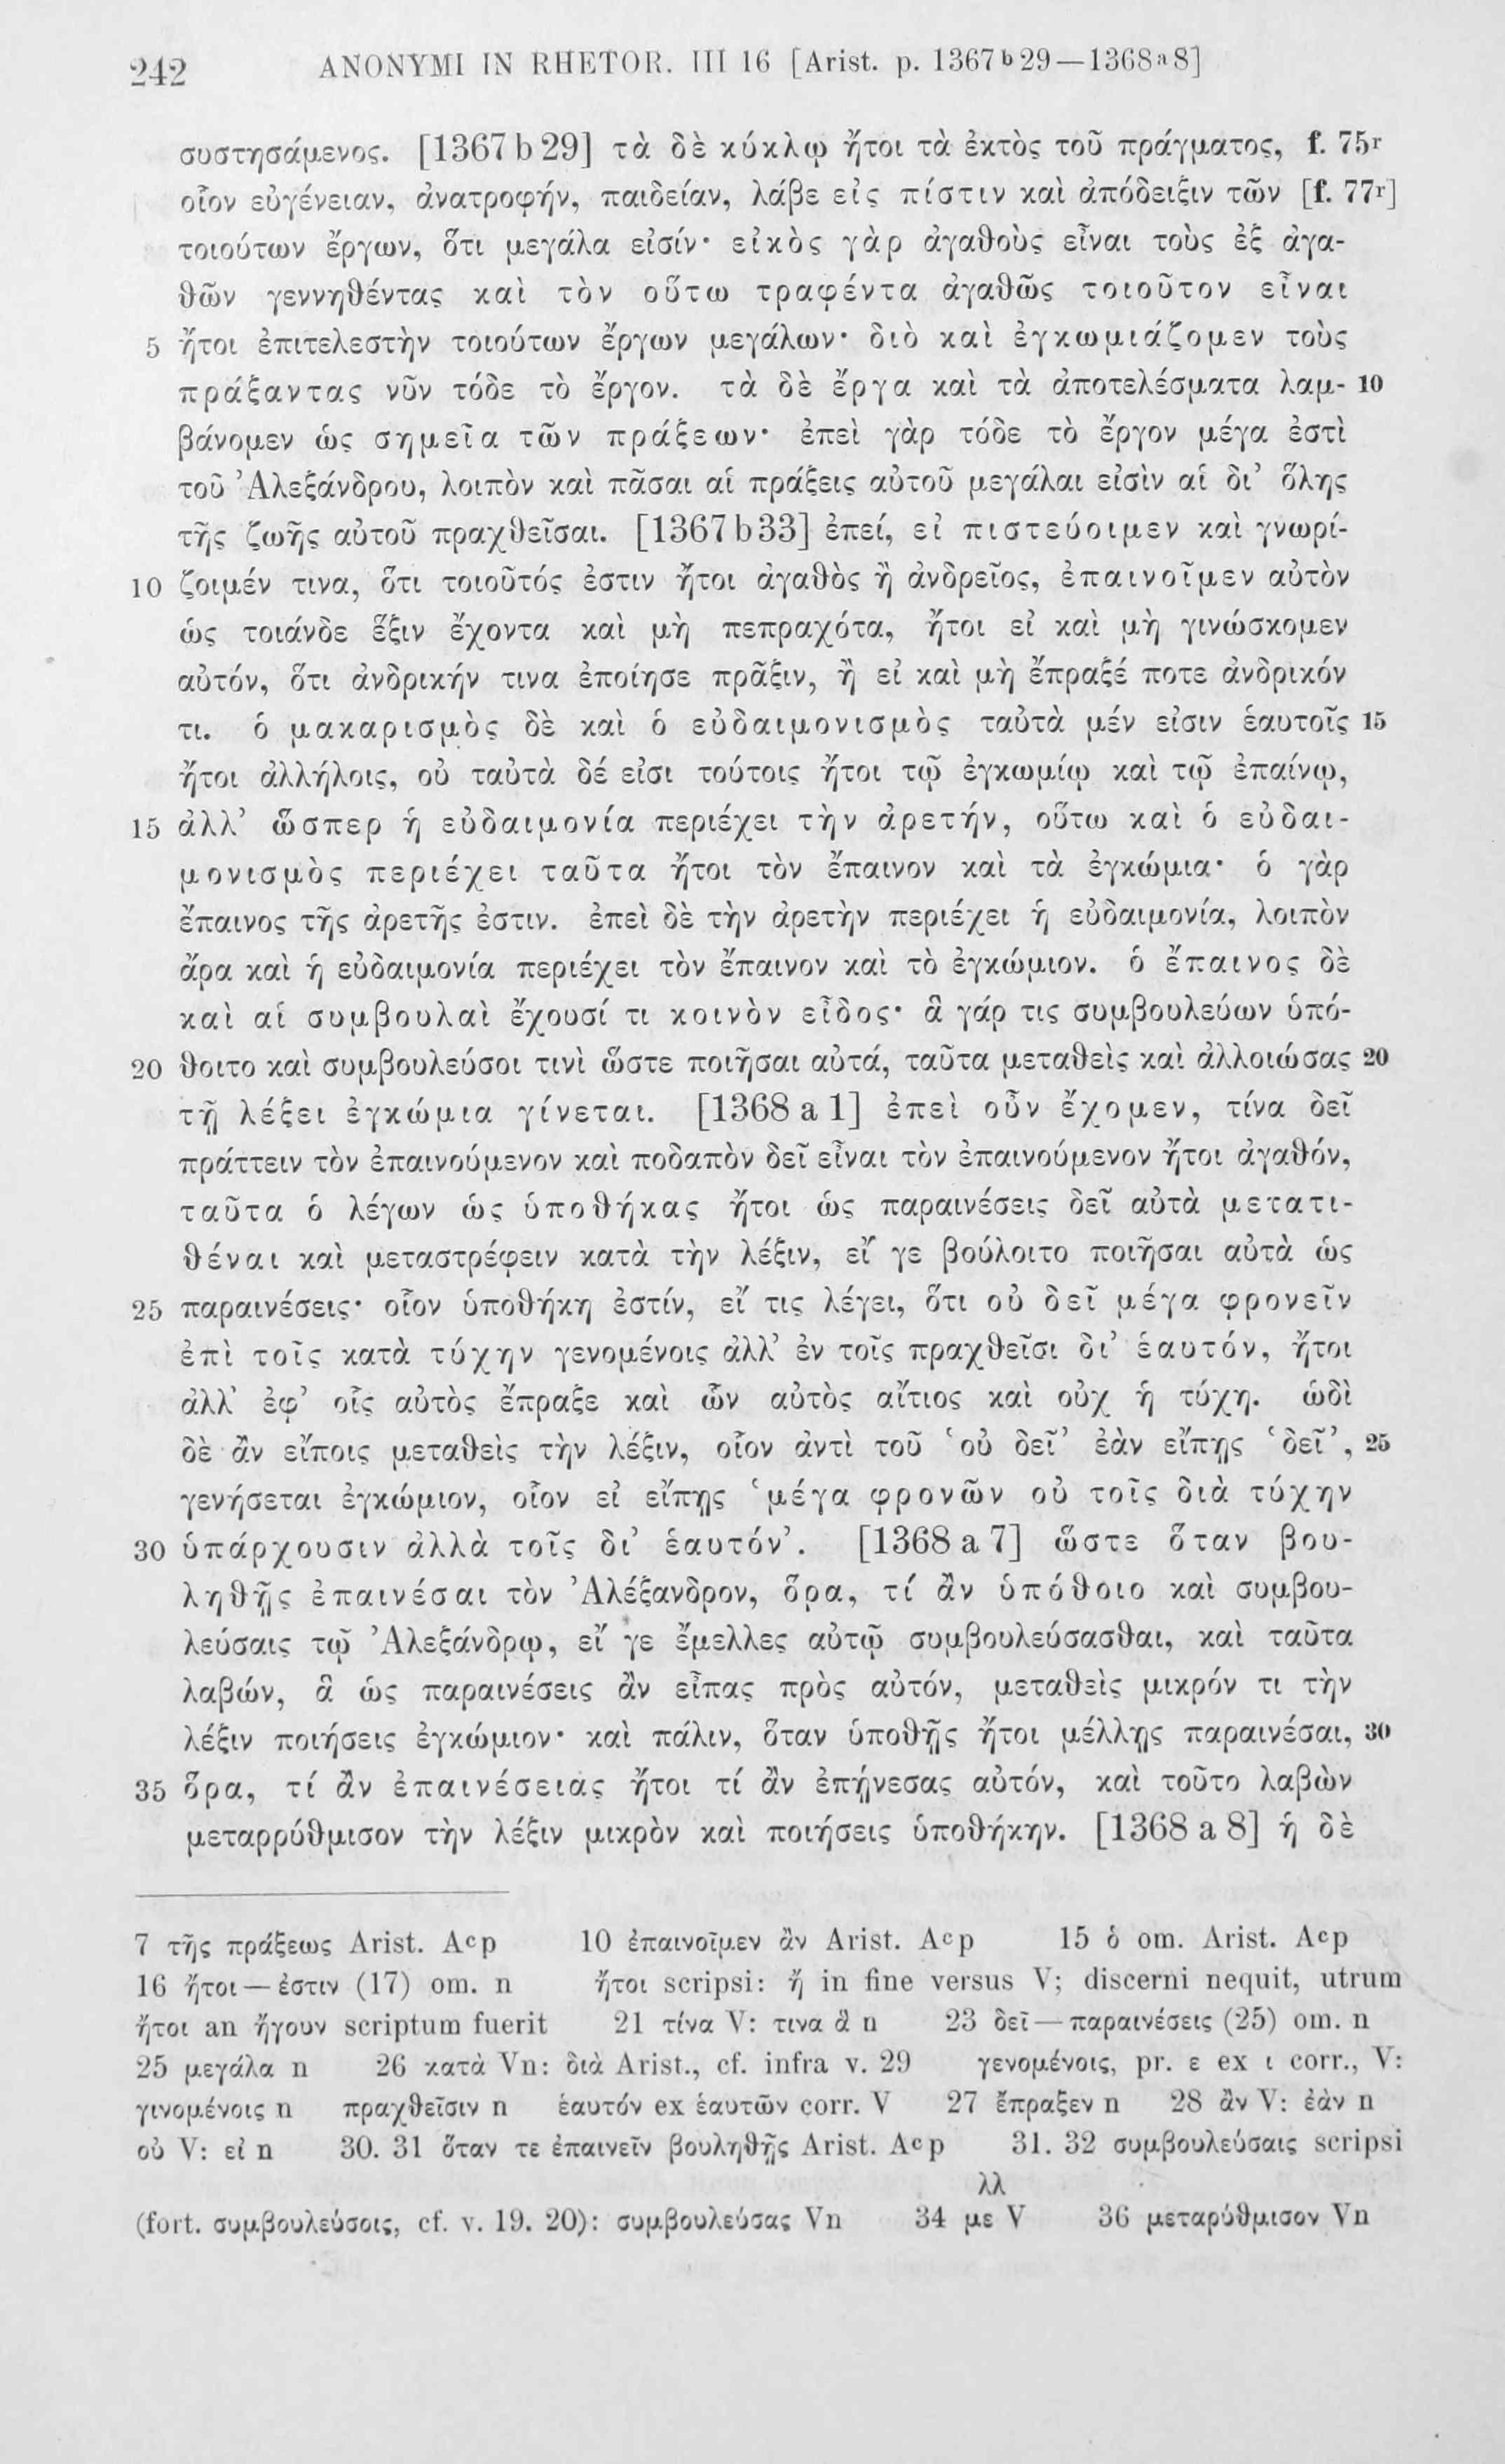 242 ANONYMI IN RHETOR. III 16 [Arist. p. 1367b29—1368a8]
συστησάμενος. [1367 b 29] τὰ δὲ κύκλῳ ἤτοι τὰ ἐκτὸς τοῦ πράγματος, f. 75r
οἷον εὐγένειαν, ἀνατροφήν, παιδείαν, λάβε εἰς πίστιν καὶ ἀπόδειξιν τῶν [f. 77r]
τοιούτων ἔργων, ὅτι μεγάλα εἰσίν· εἰκὸς γὰρ ἀγαθοὺς εἶναι τοὺς ἐξ ἀγα-
θῶν γεννηθέντας καὶ τὸν οὕτω τραφέντα ἀγαθῶς τοιοῦτον εἶναι
5 ἤτοι ἐπιτελεστὴν τοιούτων ἔργων μεγάλων· διὸ καὶ ἐγκωμιάζομεν τοὺς
πράξαντας νῦν τόδε τὸ ἔργον. τὰ δὲ ἔργα καὶ τὰ ἀποτελέσματα λαμ- 10
βάνομεν ὡς σημεῖα τῶν πράξεων· ἐπεὶ γὰρ τόδε τὸ ἔργον μέγα ἐστὶ
τοῦ Ἀλεξάνδρου, λοιπὸν καὶ πᾶσαι αἱ πράξεις αὐτοῦ μεγάλαι εἰσὶν αἱ δι’ ὅλης
τῆς ζωῆς αὐτοῦ πραχθεῖσαι. [1367 b 33] ἐπεί, εἰ πιστεύοιμεν καὶ γνωρί-
10 ζοιμέν τινα, ὅτι τοιοῦτός ἐστιν ἤτοι ἀγαθὸς ἢ ἀνδρεῖος, ἐπαινοῖμεν αὐτὸν
ὡς τοιάνδε ἕξιν ἔχοντα καὶ μὴ πεπραχότα, ἤτοι εἰ καὶ μὴ γινώσκομεν
αὐτόν, ὅτι ἀνδρικήν τινα ἐποίησε πρᾶξιν, ἢ εἰ καὶ μὴ ἔπραξέ ποτε ἀνδρικόν
τι. ὁ μακαρισμὸς δὲ καὶ ὁ εὐδαιμονισμὸς ταὐτὰ μέν εἰσιν ἑαυτοῖς 15
ἤτοι ἀλλήλοις, οὐ ταὐτὰ δέ εἰσι τούτοις ἤτοι τῷ ἐγκωμίῳ καὶ τῷ ἐπαίνῳ,
15 ἀλλ’ ὥσπερ ἡ εὐδαιμονία περιέχει τὴν ἀρετήν, οὕτω καὶ ὁ εὐδαι-
μονισμὸς περιέχει ταῦτα ἤτοι τὸν ἔπαινον καὶ τὰ ἐγκώμια· ὁ γὰρ
ἔπαινος τῆς ἀρετῆς ἐστιν. ἐπεὶ δὲ τὴν ἀρετὴν περιέχει ἡ εὐδαιμονία, λοιπὸν
ἄρα καὶ ἡ εὐδαιμονία περιέχει τὸν ἔπαινον καὶ τὸ ἐγκώμιον. ὁ ἔπαινος δὲ
καὶ αἱ συμβουλαὶ ἔχουσί τι κοινὸν εἶδος· ἃ γάρ τις συμβουλεύων ὑπό-
20 θοιτο καὶ συμβουλεύσοι τινὶ ὥστε ποιῆσαι αὐτά, ταῦτα μεταθεὶς καὶ ἀλλοιώσας 20
τῇ λέξει ἐγκώμια γίνεται. [1368 a 1] ἐπεὶ οὖν ἔχομεν, τίνα δεῖ
πράττειν τὸν ἐπαινούμενον καὶ ποδαπὸν δεῖ εἶναι τὸν ἐπαινούμενον ἤτοι ἀγαθόν,
ταῦτα ὁ λέγων ὡς ὑποθήκας ἤτοι ὡς παραινέσεις δεῖ αὐτὰ μετατι-
θέναι καὶ μεταστρέφειν κατὰ τὴν λέξιν, εἴ γε βούλοιτο ποιῆσαι αὐτὰ ὡς
25 παραινέσεις· οἷον ὑποθήκη ἐστίν, εἴ τις λέγει, ὅτι οὐ δεῖ μέγα φρονεῖν
ἐπὶ τοῖς κατὰ τύχην γενομένοις ἀλλ’ ἐν τοῖς πραχθεῖσι δι’ ἑαυτόν, ἤτοι
ἀλλ’ ἐφ’ οἷς αὐτὸς ἔπραξε καὶ ὧν αὐτὸς αἴτιος καὶ οὐχ ἡ τύχη. ὡδὶ
δὲ ἂν εἴποις μεταθεὶς τὴν λέξιν, οἷον ἀντὶ τοῦ ‘οὐ δεῖ’ ἐὰν εἴπῃς ‘δεῖ’, 25
γενήσεται ἐγκώμιον, οἷον εἰ εἴπῃς ‘μέγα φρονῶν οὐ τοῖς διὰ τύχην
30 ὑπάρχουσιν ἀλλὰ τοῖς δι’ ἑαυτόν’. [1368 a 7] ὥστε ὅταν βου-
ληθῇς ἐπαινέσαι τὸν Ἀλέξανδρον, ὅρα, τί ἂν ὑπόθοιο καὶ συμβου-
λεύσαις τῷ Ἀλεξάνδρῳ, εἴ γε ἔμελλες αὐτῷ συμβουλεύσασθαι, καὶ ταῦτα
λαβών, ἃ ὡς παραινέσεις ἂν εἶπας πρὸς αὐτόν, μεταθεὶς μικρόν τι τὴν
λέξιν ποιήσεις ἐγκώμιον· καὶ πάλιν, ὅταν ὑποθῇς ἤτοι μέλλῃς παραινέσαι, 30
35 ὅρα, τί ἂν ἐπαινέσειας ἤτοι τί ἂν ἐπῄνεσας αὐτόν, καὶ τοῦτο λαβὼν
μεταρρύθμισον τὴν λέξιν μικρὸν καὶ ποιήσεις ὑποθήκην. [1368 a 8] ἡ δὲ
7 τῆς πράξεως Arist. Acp 10 ἐπαινοῖμεν ἂν Arist. Acp 15 ὁ om. Arist. Acp
16 ἤτοι—ἐστιν (17) om. n ἤτοι scripsi: ἢ in fine versus V; discerni nequit, utrum
ἤτοι an ἤγουν scriptum fuerit 21 τίνα V: τινα ἃ n 23 δεῖ—παραινέσεις (25) om. n
25 μεγάλα n 26 κατὰ Vn: διὰ Arist., cf. infra v. 29 γενομένοις, pr. ε ex ι corr., V:
γινομένοις n πραχθεῖσιν n ἑαυτόν ex ἑαυτῶν corr. V 27 ἔπραξεν n 28 ἂν V: ἐὰν n
οὐ V: εἰ n 30. 31 ὅταν τε ἐπαινεῖν βουληθῇς Arist. Acp 31. 32 συμβουλεύσαις scripsi
λλ
(fort. συμβουλεύσοις, cf. v. 19. 20): συμβουλεύσας Vn 34 με V 36 μεταρύθμισον Vn